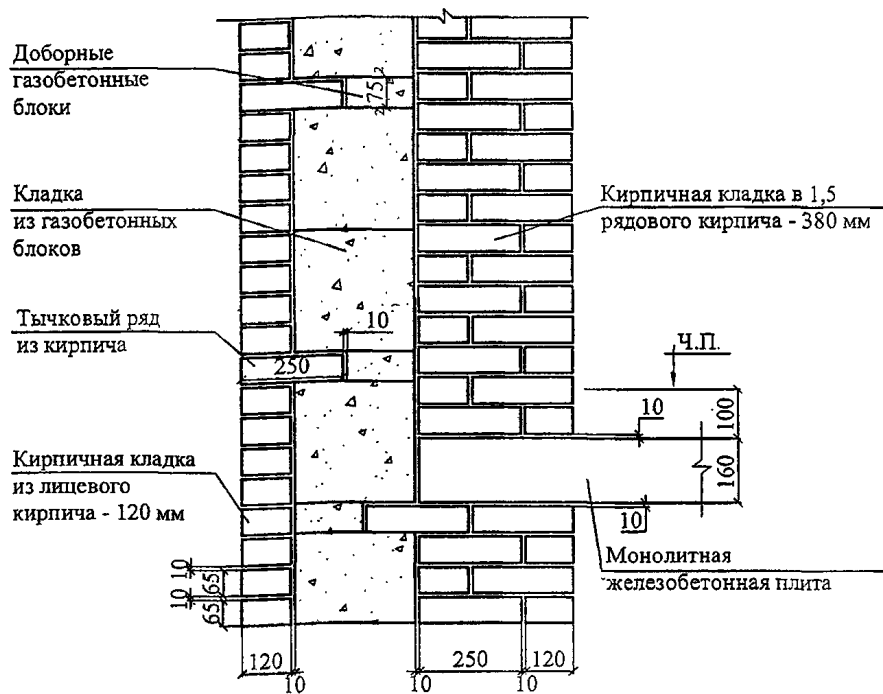 Доборные
газобетонные
блоки
2
75
2
Кладка
из газобетонных
блоков
Кирпичная кладка в 1,5
рядового кирпича - 380 мм
Тычковый ряд
из кирпича
10
250
Ч.П.
10
100
160
Кирпичная кладка
из лицевого
кирпича - 120 мм
10
Монолитная
железобетонная плита
10
65
10
65
120
10
10
250
10
120